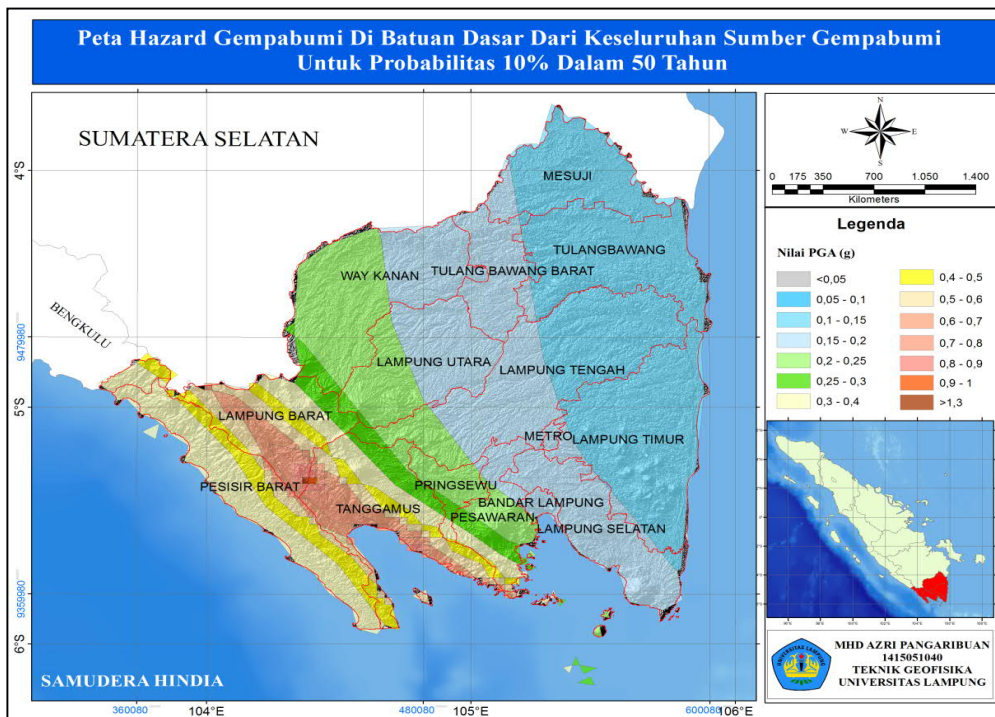 Peta Hazard Gempabumi Di Batuan Dasar Dari Keseluruhan Sumber Gempabumi
Untuk Probabilitas 10% Dalam 50 Tahun
SUMATERA SELATAN
4°S
MESUJI
TULANGBAWANG
WAY KANAN
TULANG BAWANG BARAT
BENGKULU
9479980
LAMPUNG UTARA
LAMPUNG TENGAH
5°S
LAMPUNG BARAT
METRO
LAMPUNG TIMUR
PESISIR BARAT
PRINGSEWU
TANGGAMUS
BANDAR LAMPUNG
PESAWARAN
LAMPUNG SELATAN
9359980
6°S
SAMUDERA HINDIA
360080
104°E
480080
105°E
600080
106°E
N
W
E
S
0 175 350 700 1.050 1.400
Kilometers
Legenda
Nilai PGA (g)
<0,05
0,05 - 0,1
0,1 - 0,15
0,15 - 0,2
0,2 - 0,25
0,25 - 0,3
0,3 - 0,4
0,4 - 0,5
0,5 - 0,6
0,6 - 0,7
0,7 - 0,8
0,8 - 0,9
0,9 - 1
>1,3
MHD AZRI PANGARIBUAN
1415051040
TEKNIK GEOFISIKA
UNIVERSITAS LAMPUNG